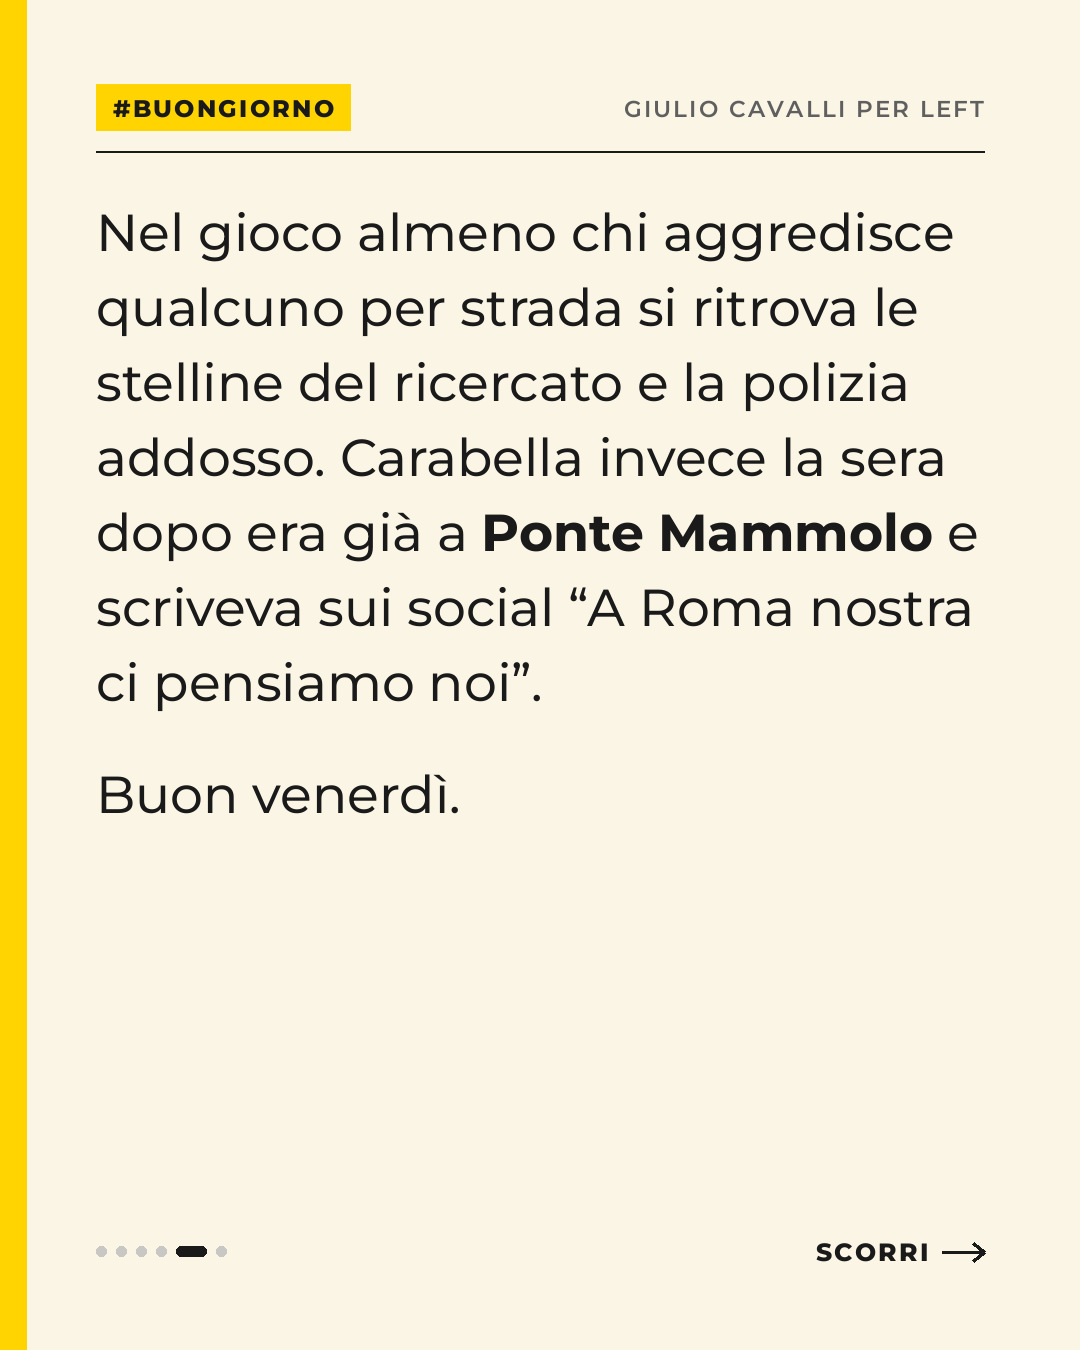 #BUONGIORNO
GIULIO CAVALLI PER LEFT
Nel gioco almeno chi aggredisce
qualcuno per strada si ritrova le
stelline del ricercato e la polizia
addosso. Carabella invece la sera
dopo era già a Ponte Mammolo e
scriveva sui social “A Roma nostra
ci pensiamo noi”.
Buon venerdì.
SCORRI